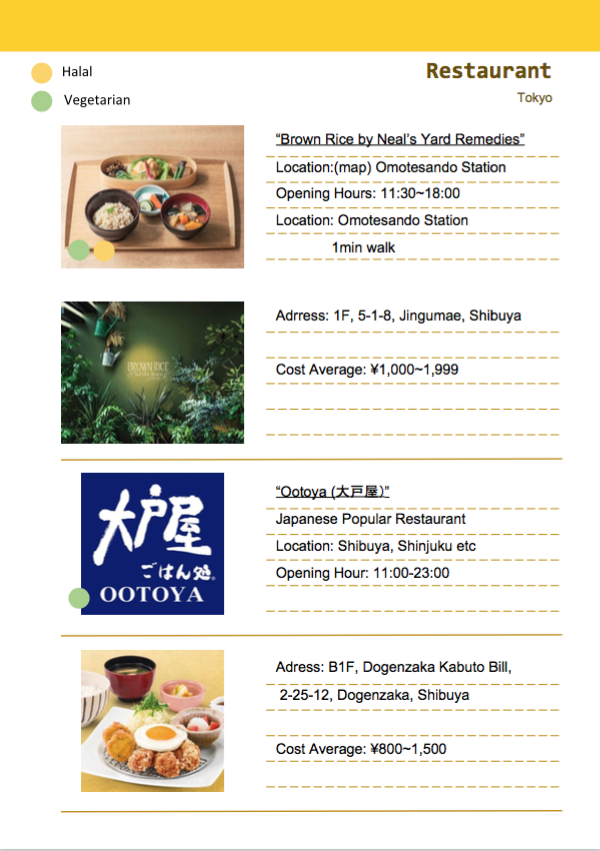 Halal
Vegetarian
Restaurant
Tokyo
“Brown Rice by Neal’s Yard Remedies”
Location:(map) Omotesando Station
Opening Hours: 11:30~18:00
Location: Omotesando Station
1min walk
BROWN RICE
Adrress: 1F, 5-1-8, Jingumae, Shibuya
Cost Average: ¥1,000~1,999
大戸屋
ごはん処
OOTOYA
“Ootoya (大戸屋)”
Japanese Popular Restaurant
Location: Shibuya, Shinjuku etc
Opening Hour: 11:00-23:00
Adress: B1F, Dogenzaka Kabuto Bill,
2-25-12, Dogenzaka, Shibuya
Cost Average: ¥800~1,500